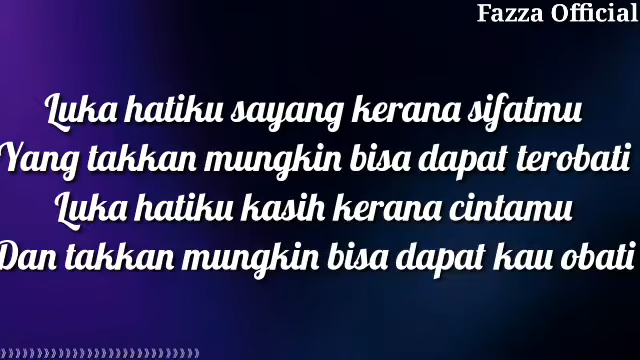 Fazza Official
Luka hatiku sayang kerana sifatmu
Yang takkan mungkin bisa dapat terobati
Luka hatiku kasih kerana cintamu
Dan takkan mungkin bisa dapat kau obati